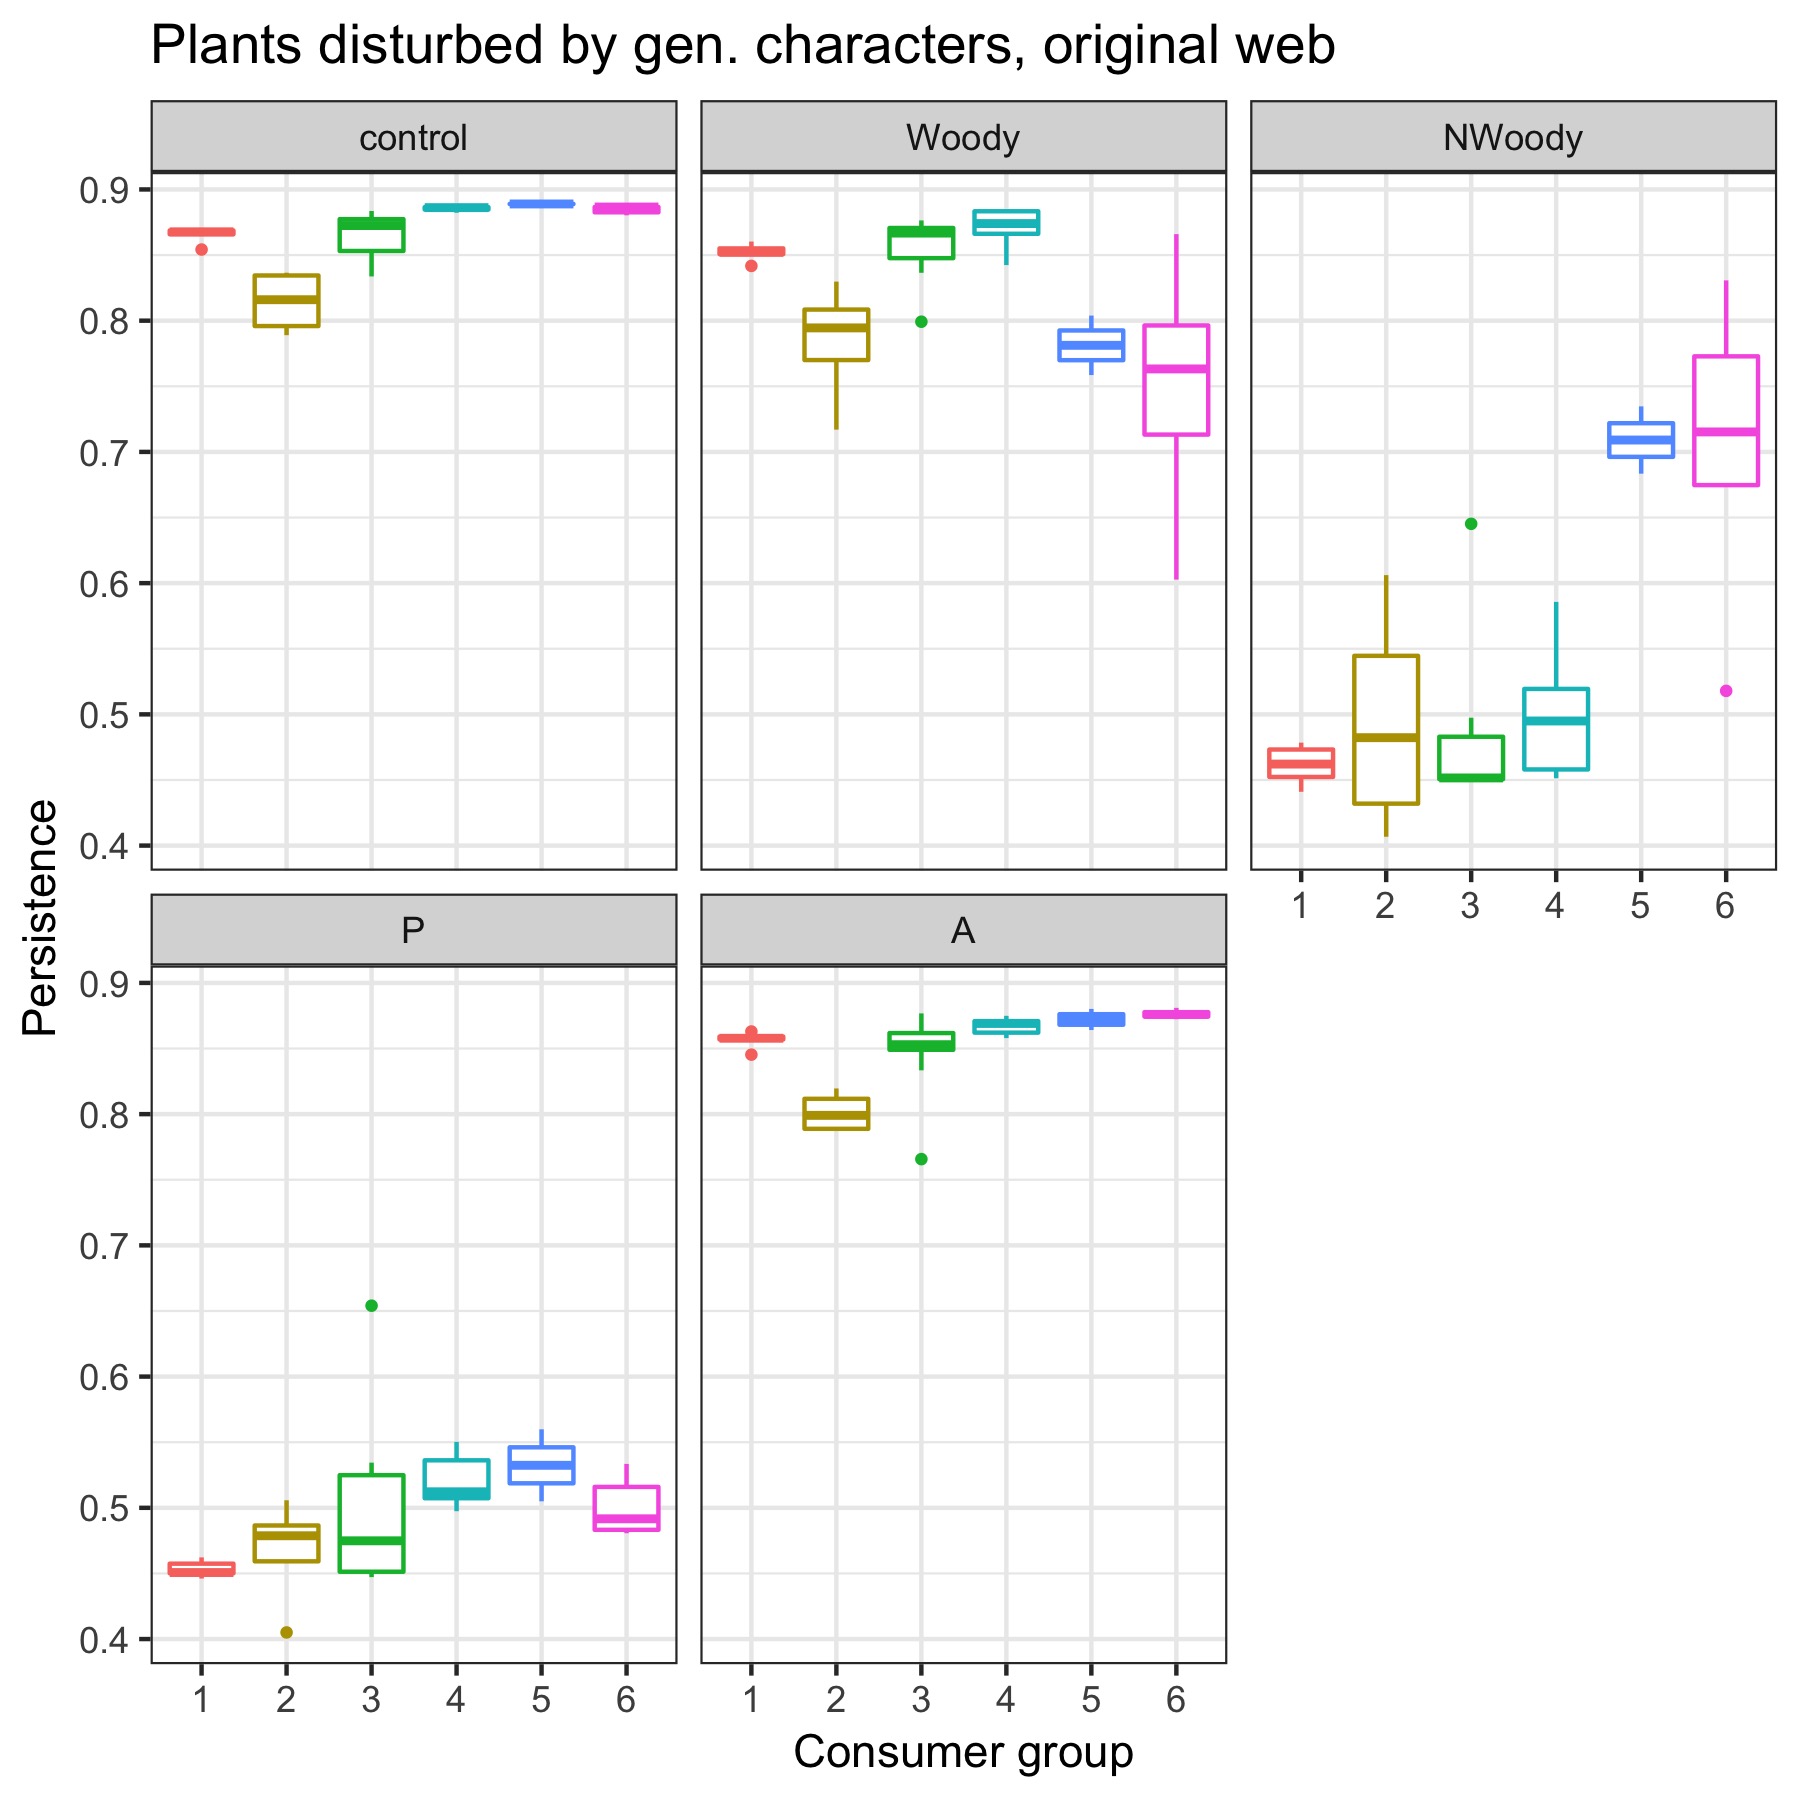 Plants disturbed by gen. characters, original web
control
Woody
NWoody
0.9
0.8
0.7
0.6
0.5
0.4
1 2 3 4 5 6
Persistence
P
A
0.9
0.8
0.7
0.6
0.5
0.4
1 2 3 4 5 6
1 2 3 4 5 6
Consumer group